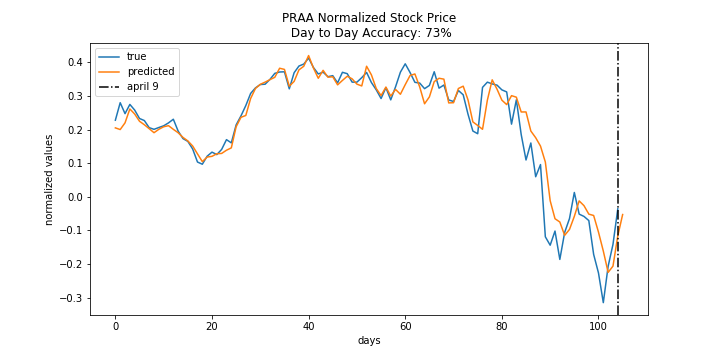 PRAA Normalized Stock Price
Day to Day Accuracy: 73%
true
predicted
april 9
normalized values
0.4
0.3
0.2
0.1
0.0
−0.1
−0.2
−0.3
0 20 40 60 80 100
days